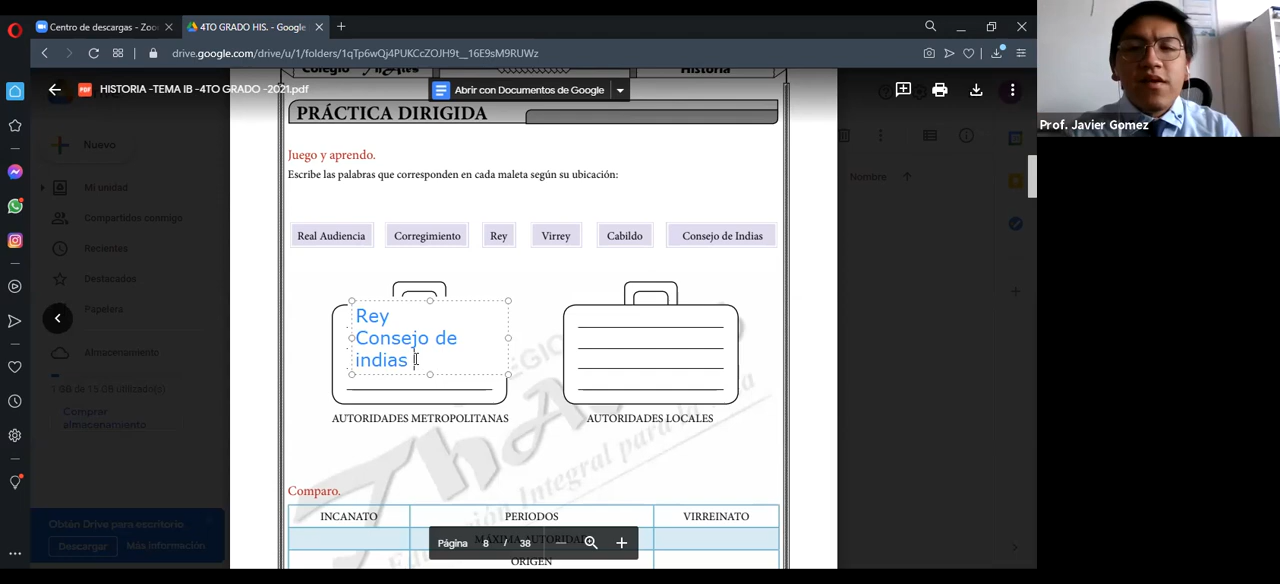 Centro de descargas - Zoo
4TO GRADO HIS. - Google
drive.google.com/drive/u/1/folders/1qTp6wQj4PUKCcZOJH9t__16E9sM9RUWz
HISTORIA -TEMA IB -4TO GRADO -2021.pdf
Abrir con Documentos de Google
Historia
Prof. Javier Gomez
Nuevo
Mi unidad
Compartidos conmigo
Recientes
Destacados
Papelera
Almacenamiento
Comprar
almacenamiento
Nombre
PRÁCTICA DIRIGIDA
Juego y aprendo.
Escribe las palabras que corresponden en cada maleta según su ubicación:
Real Audiencia Corregimiento Rey Virrey Cabildo Consejo de Indias
Rey
Consejo de
indias
AUTORIDADES METROPOLITANAS AUTORIDADES LOCALES
Comparo.
INCANATO PERIODOS VIRREINATO
ORIGEN
Página 8 / 38
Obtén Drive para escritorio
Descargar Más información